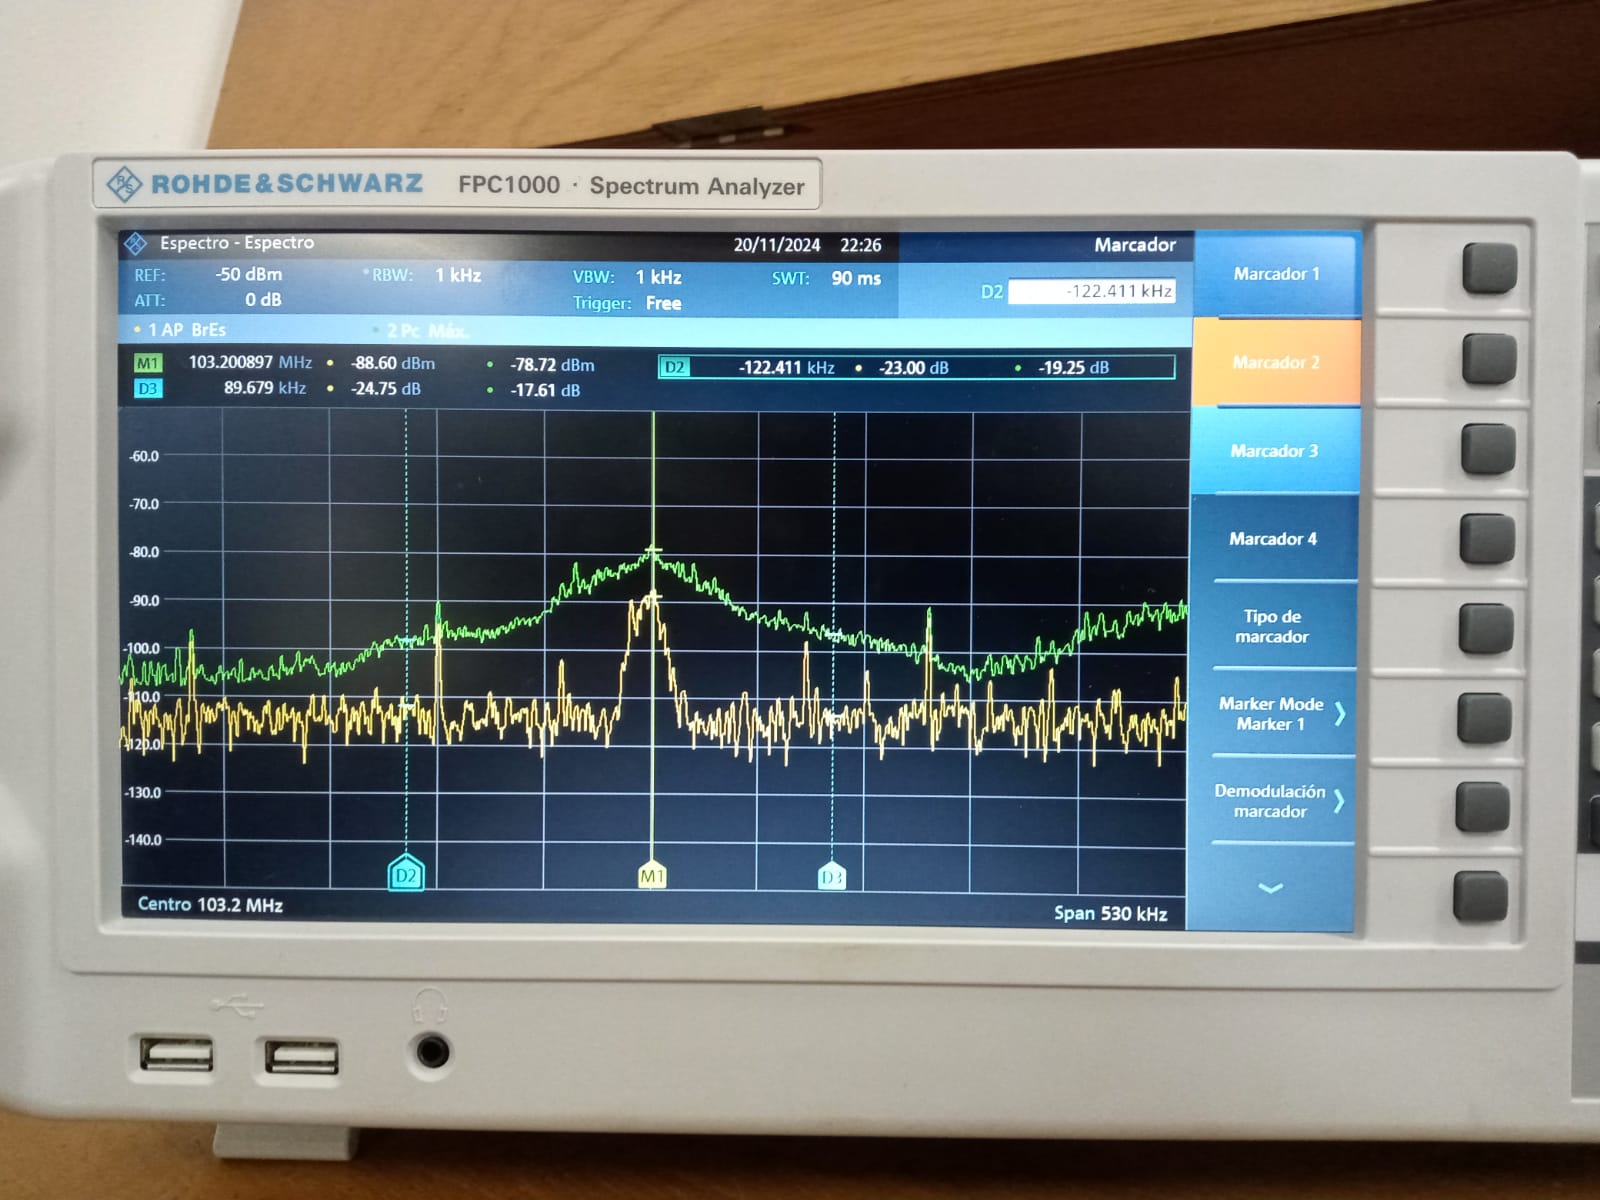 ROHDE&SCHWARZ FPC1000 · Spectrum Analyzer
Espectro - Espectro 20/11/2024 22:26 Marcador
REF: -50 dBm *RBW: 1 kHz VBW: 1 kHz SWT: 90 ms
ATT: 0 dB Trigger: Free D2 -122.411 kHz
• 1 AP BrEs • 2 Pc Máx.
M1 103.200897 MHz • -88.60 dBm • -78.72 dBm D2 -122.411 kHz • -23.00 dB • -19.25 dB
D3 89.679 kHz • -24.75 dB • -17.61 dB
-60.0
-70.0
-80.0
-90.0
-100.0
-110.0
-120.0
-130.0
-140.0
D2 M1 D3
Centro 103.2 MHz Span 530 kHz
Marcador 1
Marcador 2
Marcador 3
Marcador 4
Tipo de
marcador
Marker Mode
Marker 1
Demodulación
marcador